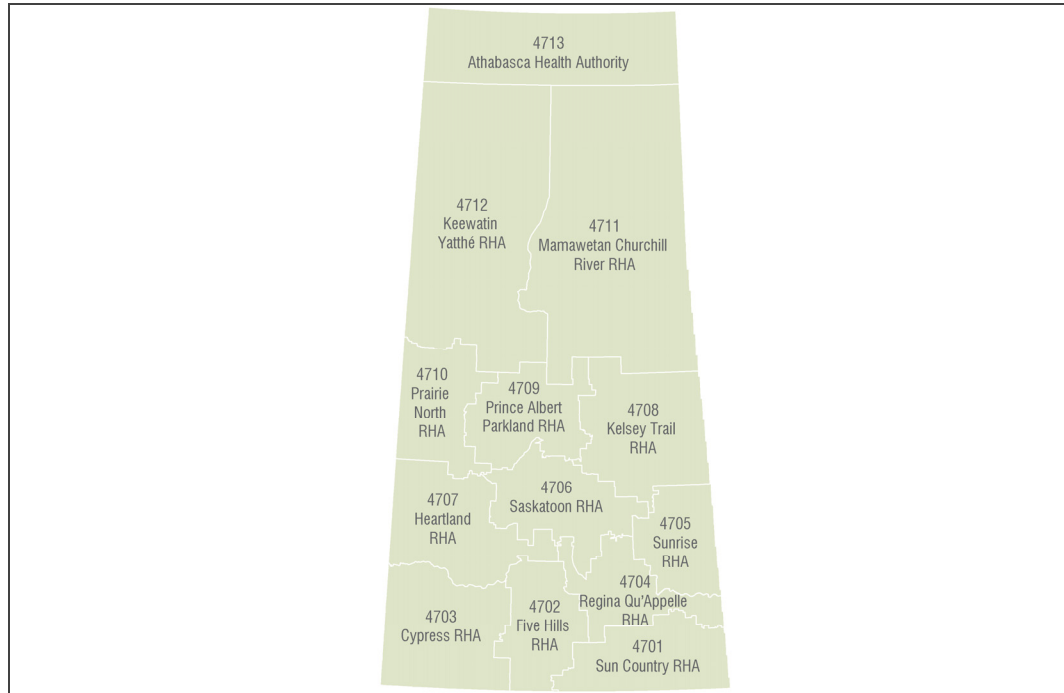 4713
Athabasca Health Authority
4712
Keewatin
Yatthé RHA
4711
Mamawetan Churchill
River RHA
4710
Prairie
North
RHA
4709
Prince Albert
Parkland RHA
4708
Kelsey Trail
RHA
4707
Heartland
RHA
4706
Saskatoon RHA
4705
Sunrise
RHA
4704
Regina Qu'Appelle
RHA
4703
Cypress RHA
4702
Five Hills
RHA
4701
Sun Country RHA